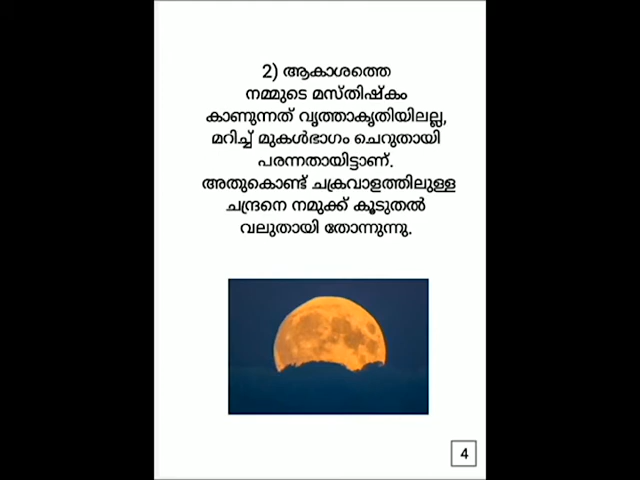 2) ആകാശത്തെ
നമ്മുടെ മസ്തിഷ്കം
കാണുന്നത് വൃത്താകൃതിയിലല്ല,
മറിച്ച് മുകൾഭാഗം ചെറുതായി
പരന്നതായിട്ടാണ്.
അതുകൊണ്ട് ചക്രവാളത്തിലുള്ള
ചന്ദ്രനെ നമുക്ക് കൂടുതൽ
വലുതായി തോന്നുന്നു.
4